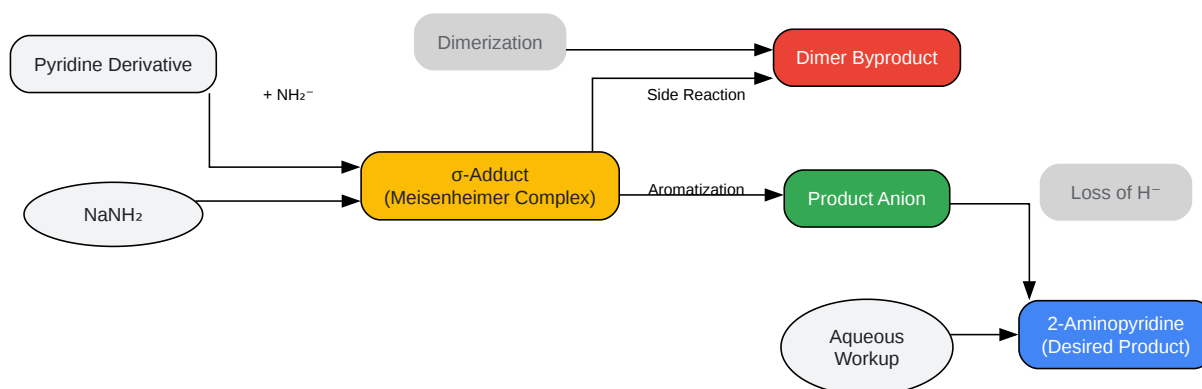 Dimerization
Pyridine Derivative
Dimer Byproduct
+ NH₂⁻
Side Reaction
σ-Adduct
(Meisenheimer Complex)
Aromatization
Product Anion
Loss of H⁻
NaNH₂
2-Aminopyridine
(Desired Product)
Aqueous
Workup